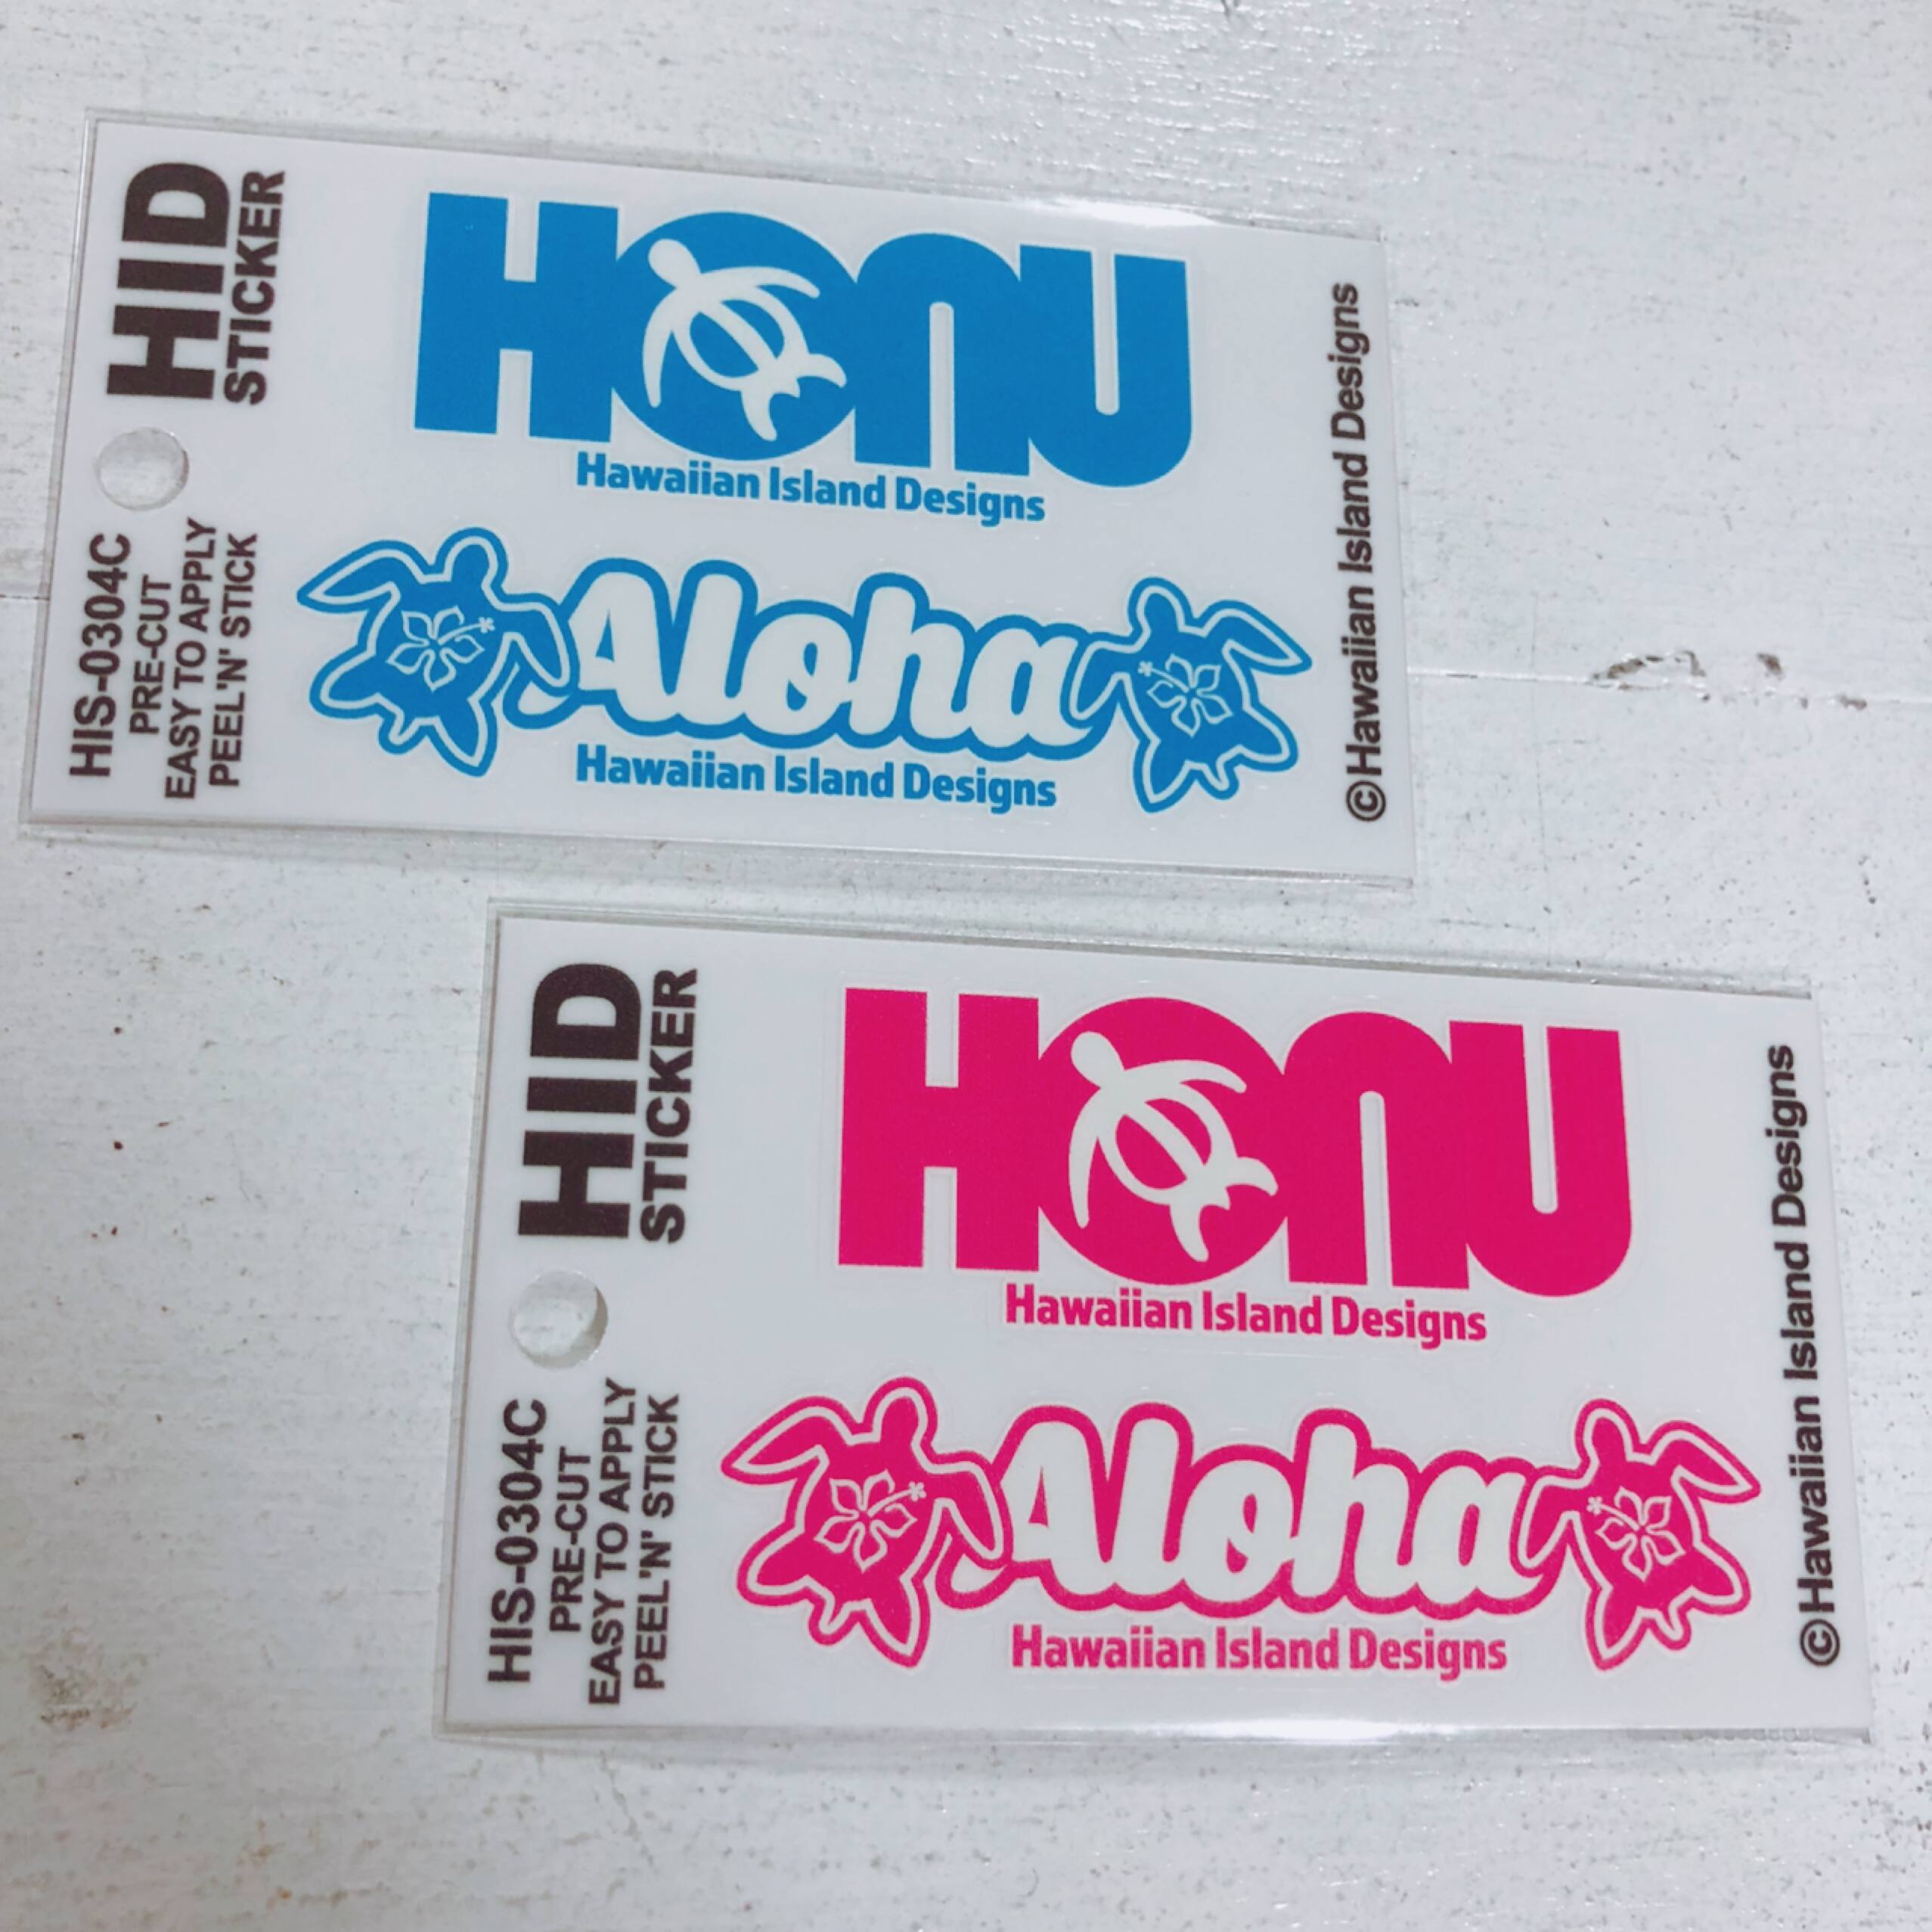 HID
STICKER
HIS-0304C
PRE-CUT
EASY TO APPLY
PEEL'N' STICK
HONU
Hawaiian Island Designs
Aloha
Hawaiian Island Designs
©Hawaiian Island Designs
HID
STICKER
HIS-0304C
PRE-CUT
EASY TO APPLY
PEEL'N' STICK
HONU
Hawaiian Island Designs
Aloha
Hawaiian Island Designs
©Hawaiian Island Designs